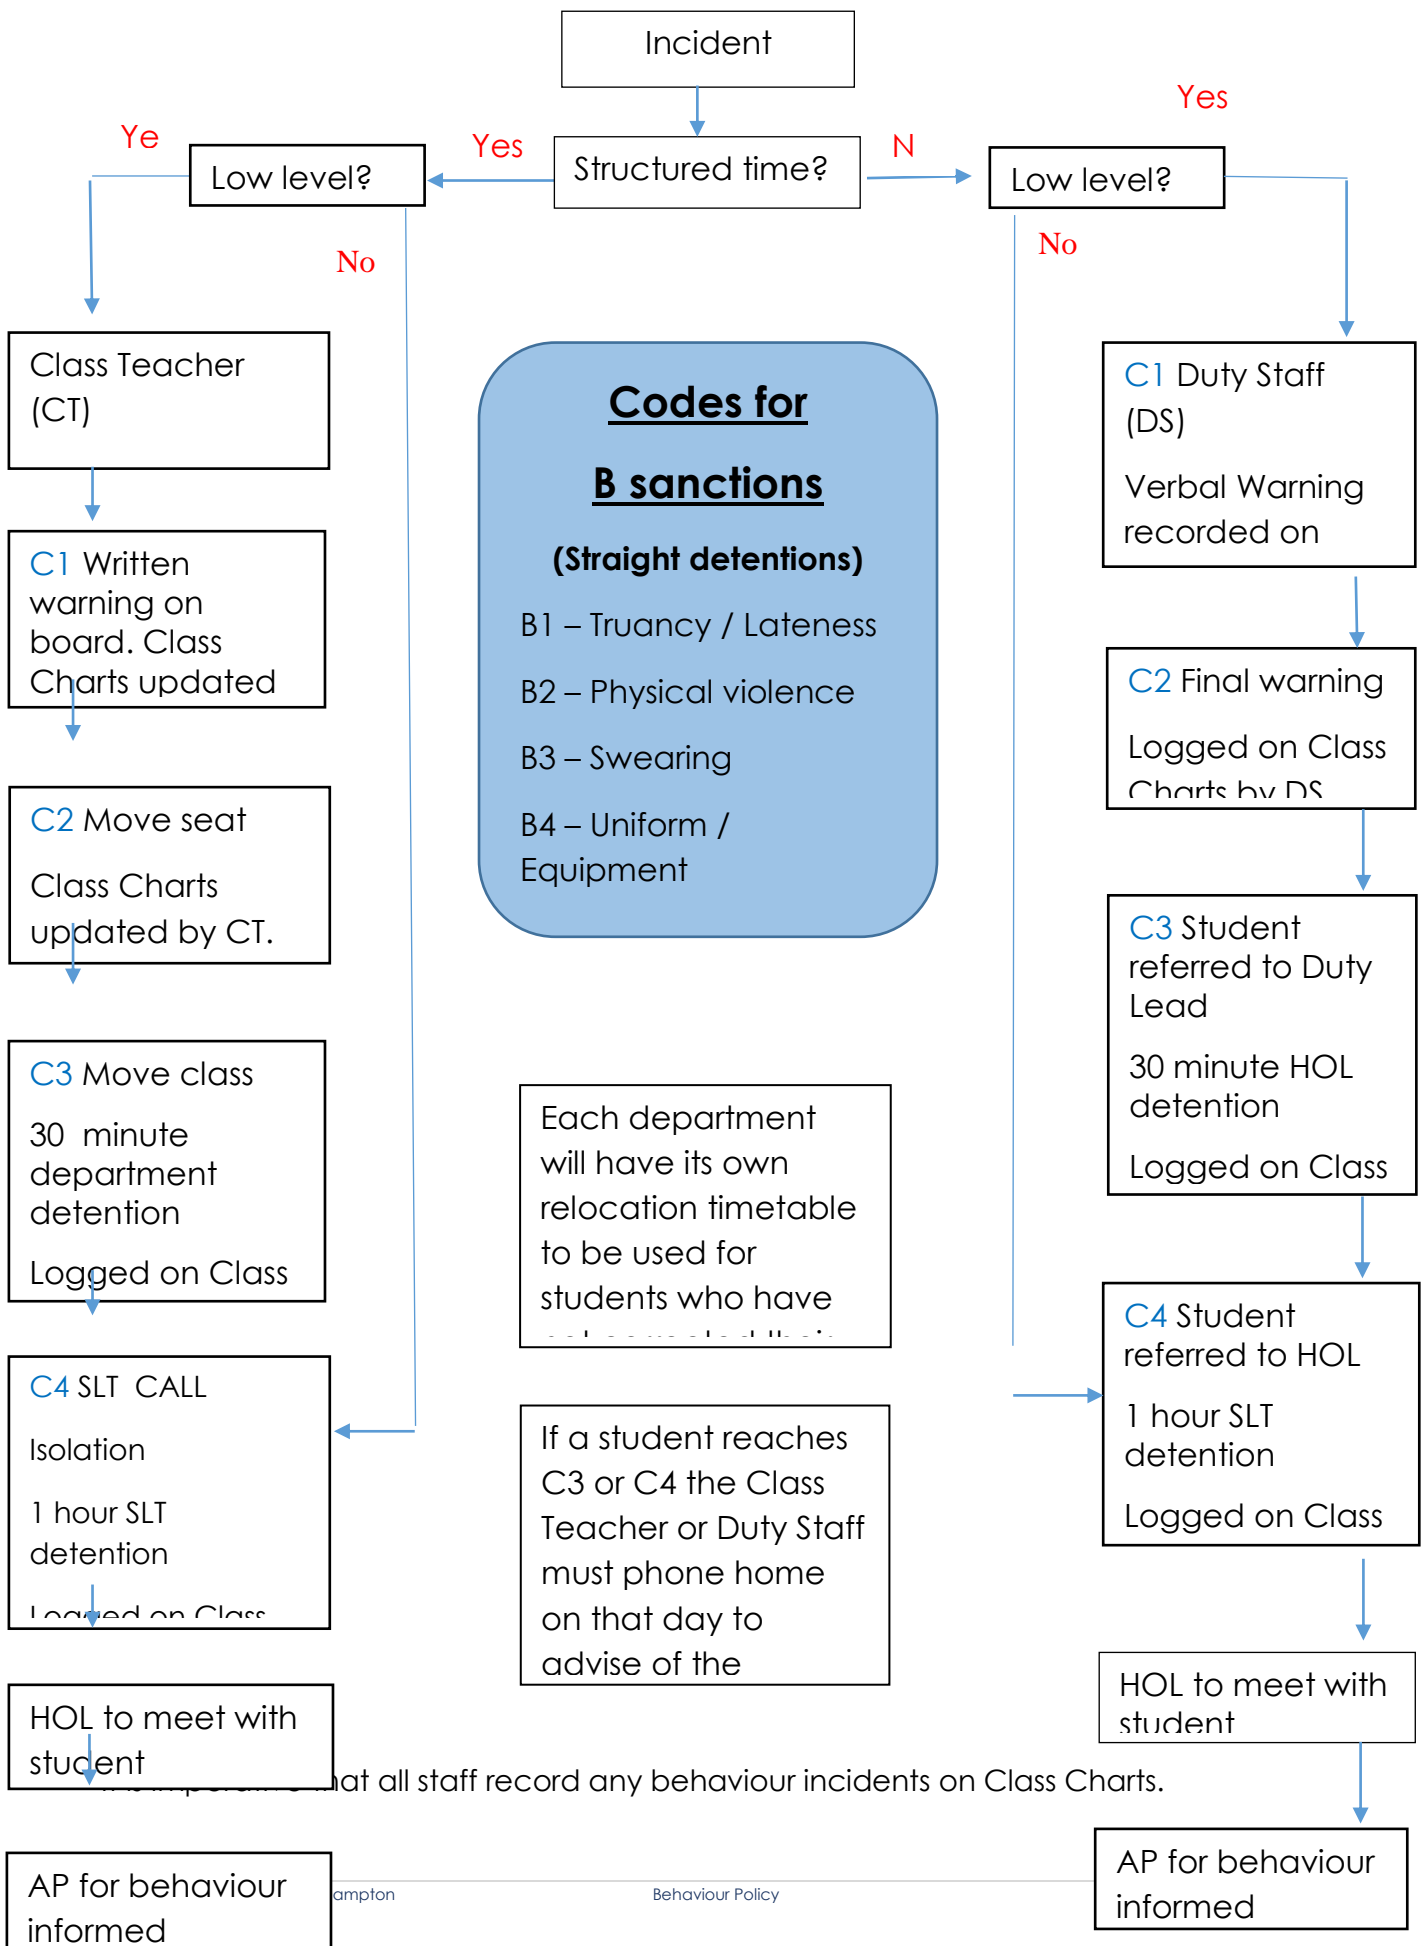 Incident
Structured time?
Yes
N
Low level?
Ye
No
Low level?
Yes
No
Class Teacher
(CT)
C1 Written
warning on
board. Class
Charts updated
C2 Move seat
Class Charts
updated by CT.
C3 Move class
30 minute
department
detention
Logged on Class
C4 SLT CALL
Isolation
1 hour SLT
detention
Logged on Class
HOL to meet with
student
AP for behaviour
informed
Codes for
B sanctions
(Straight detentions)
B1 – Truancy / Lateness
B2 – Physical violence
B3 – Swearing
B4 – Uniform /
Equipment
Each department
will have its own
relocation timetable
to be used for
students who have
If a student reaches
C3 or C4 the Class
Teacher or Duty Staff
must phone home
on that day to
advise of the
C1 Duty Staff
(DS)
Verbal Warning
recorded on
C2 Final warning
Logged on Class
Charts by DS
C3 Student
referred to Duty
Lead
30 minute HOL
detention
Logged on Class
C4 Student
referred to HOL
1 hour SLT
detention
Logged on Class
HOL to meet with
student
AP for behaviour
informed
that all staff record any behaviour incidents on Class Charts.
ampton
Behaviour Policy